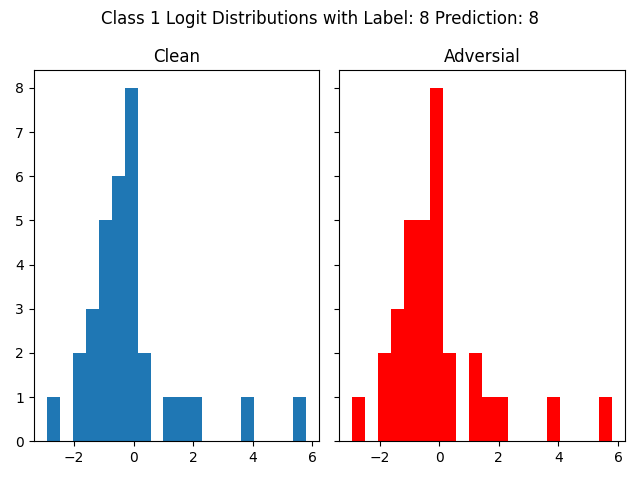 Class 1 Logit Distributions with Label: 8 Prediction: 8
Clean
Adversial
8
7
6
5
4
3
2
1
0
−2 0 2 4 6
−2 0 2 4 6